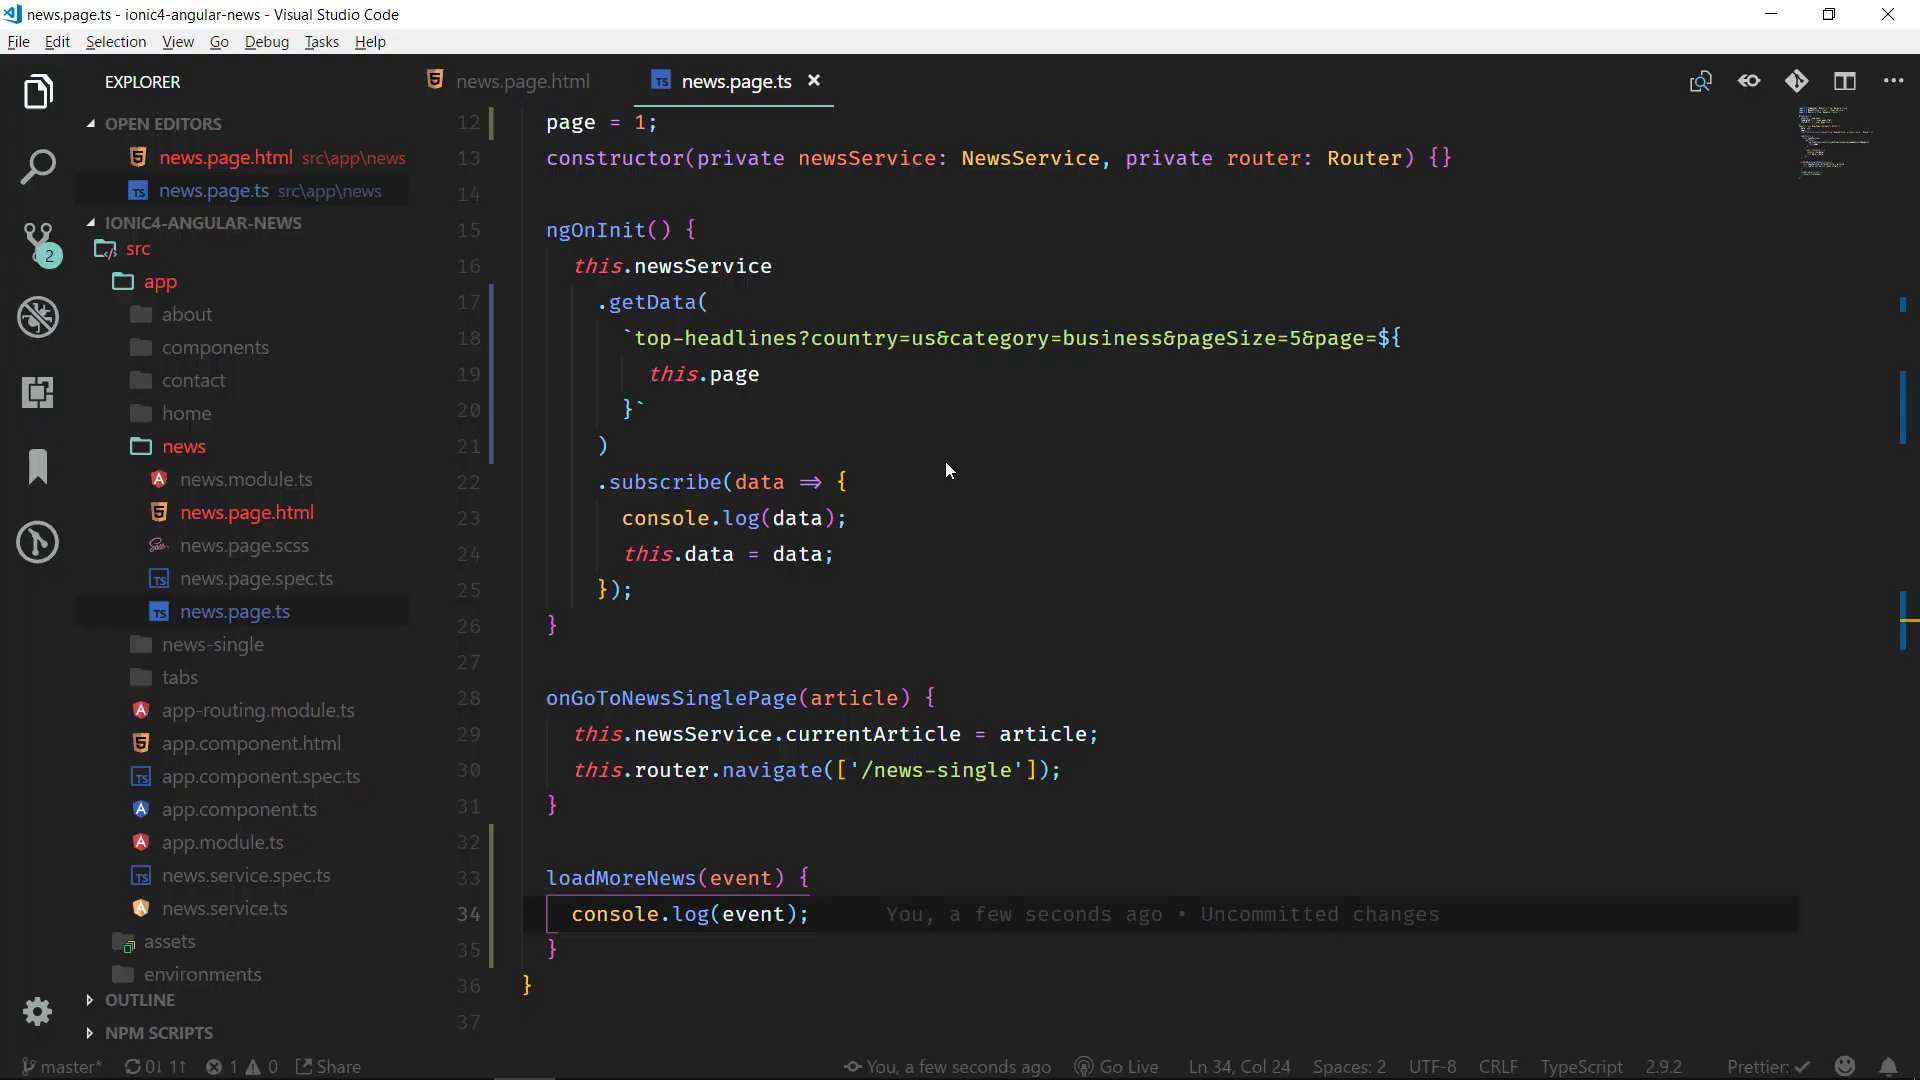 news.page.ts - ionic4-angular-news - Visual Studio Code
File Edit Selection View Go Debug Tasks Help
EXPLORER
OPEN EDITORS
news.page.html src\app\news
news.page.ts src\app\news
IONIC4-ANGULAR-NEWS
src
app
about
components
contact
home
news
news.module.ts
news.page.html
news.page.scss
news.page.spec.ts
news.page.ts
news-single
tabs
app-routing.module.ts
app.component.html
app.component.spec.ts
app.component.ts
app.module.ts
news.service.spec.ts
news.service.ts
assets
environments
OUTLINE
NPM SCRIPTS
2
news.page.html
news.page.ts
12 page = 1;
13 constructor(private newsService: NewsService, private router: Router) {}
14
15 ngOnInit() {
16 this.newsService
17 .getData(
18 `top-headlines?country=us&category=business&pageSize=5&page=${
19 this.page
20 }`
21 )
22 .subscribe(data => {
23 console.log(data);
24 this.data = data;
25 });
26 }
27
28 onGoToNewsSinglePage(article) {
29 this.newsService.currentArticle = article;
30 this.router.navigate(['/news-single']);
31 }
32
33 loadMoreNews(event) {
34 console.log(event); You, a few seconds ago • Uncommitted changes
35 }
36 }
37
master* 0↓ 1↑ 1 0 Share You, a few seconds ago Go Live Ln 34, Col 24 Spaces: 2 UTF-8 CRLF TypeScript 2.9.2 Prettier: ✓